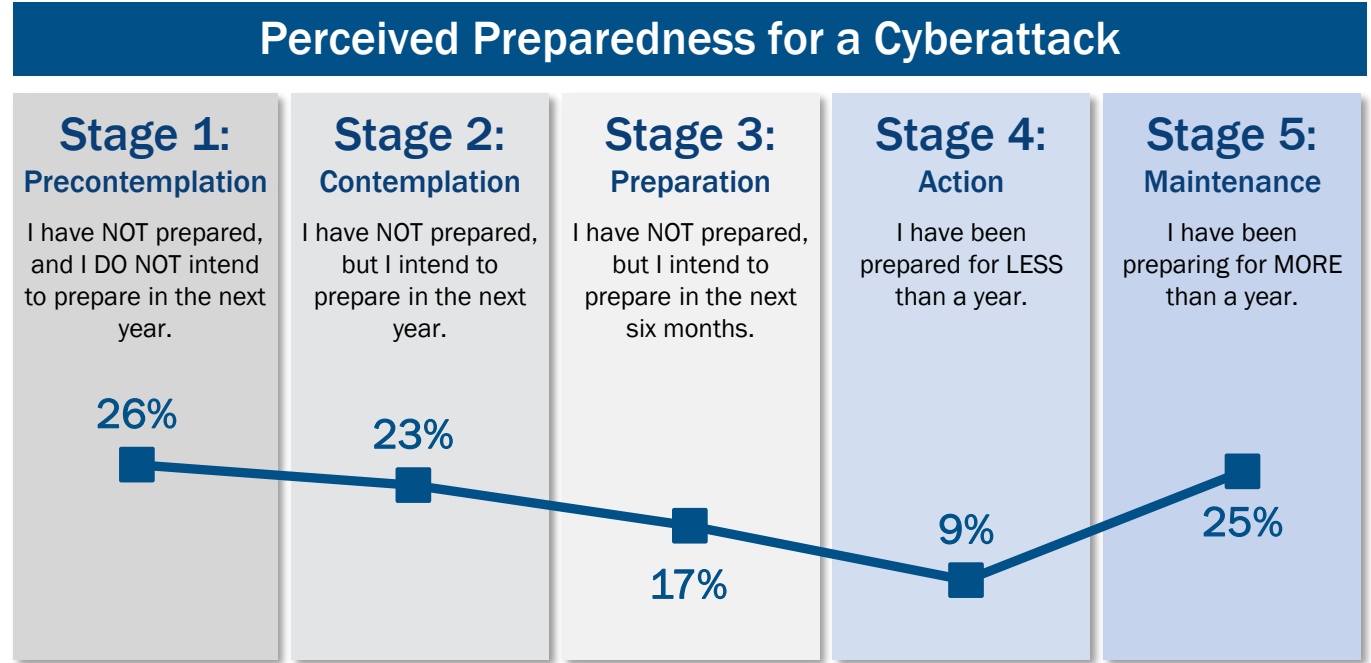 Perceived Preparedness for a Cyberattack
Stage 1:
Precontemplation
I have NOT prepared,
and I DO NOT intend
to prepare in the next
year.
26%
Stage 2:
Contemplation
I have NOT prepared,
but I intend to
prepare in the next
year.
23%
Stage 3:
Preparation
I have NOT prepared,
but I intend to
prepare in the next
six months.
17%
Stage 4:
Action
I have been
prepared for LESS
than a year.
9%
Stage 5:
Maintenance
I have been
preparing for MORE
than a year.
25%